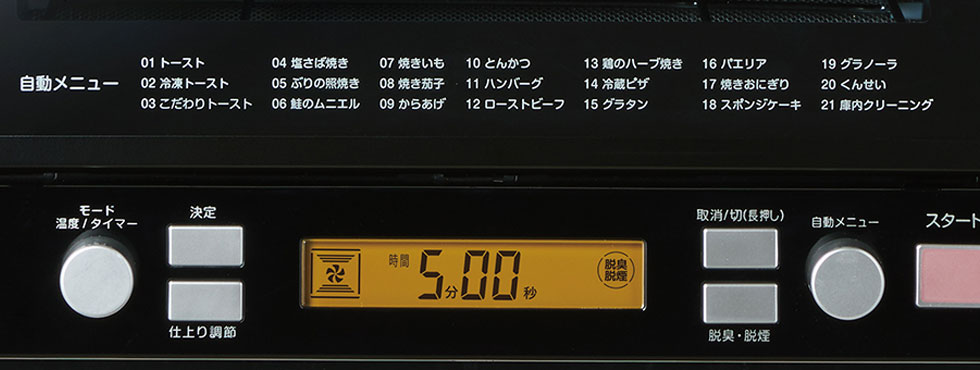 自動メニュー
01 トースト 04 塩さば焼き 07 焼きいも 10 とんかつ 13 鶏のハーブ焼き 16 パエリア 19 グラノーラ
02 冷凍トースト 05 ぶりの照焼き 08 焼き茄子 11 ハンバーグ 14 冷蔵ピザ 17 焼きおにぎり 20 くんせい
03 こだわりトースト 06 鮭のムニエル 09 からあげ 12 ローストビーフ 15 グラタン 18 スポンジケーキ 21 庫内クリーニング
モード
温度/タイマー
決定
仕上り調節
時間 5分00秒
脱臭
脱煙
取消/切(長押し)
脱臭・脱煙
自動メニュー
スタート